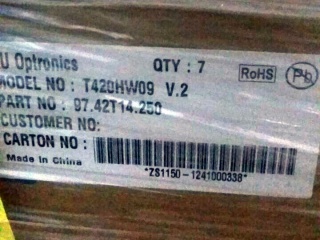 U Optronics QTY : 7
MODEL NO : T420HW09 V.2 RoHS Pb
PART NO : 97.42T14.250
CUSTOMER NO:
CARTON NO :
Made in China *ZS1150-1241000338*